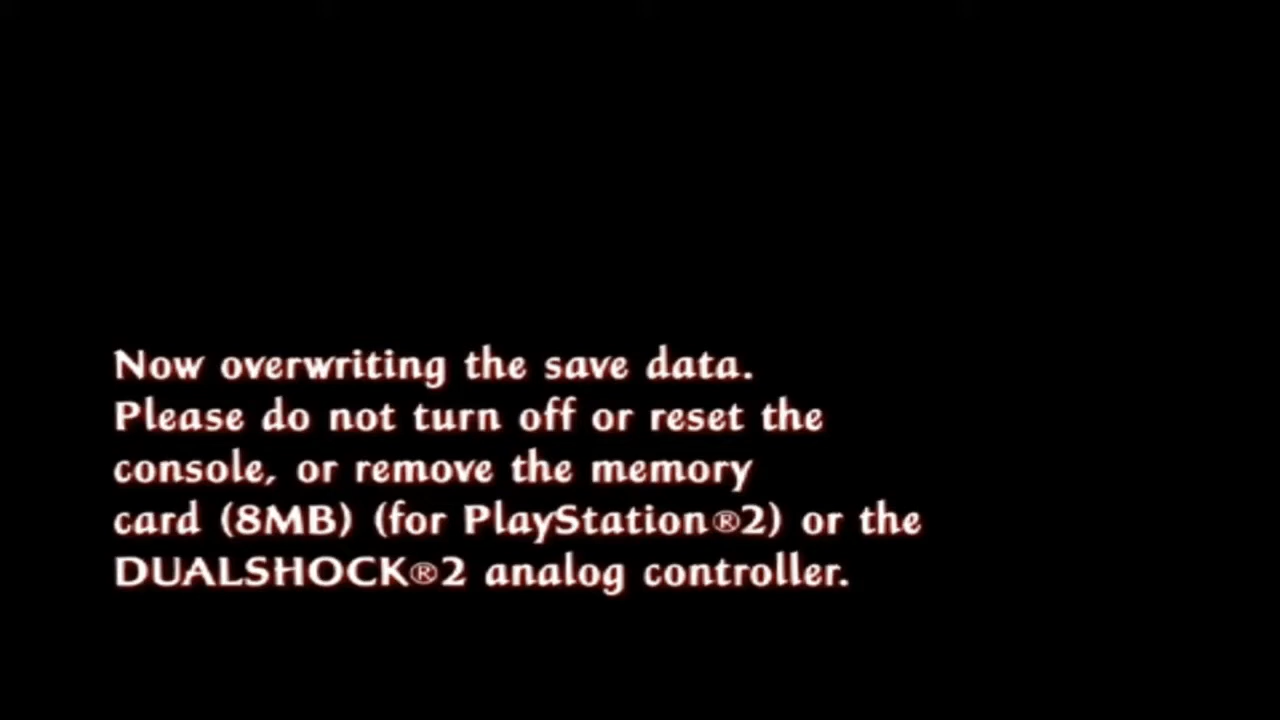 Now overwriting the save data.
Please do not turn off or reset the
console, or remove the memory
card (8MB) (for PlayStation®2) or the
DUALSHOCK®2 analog controller.